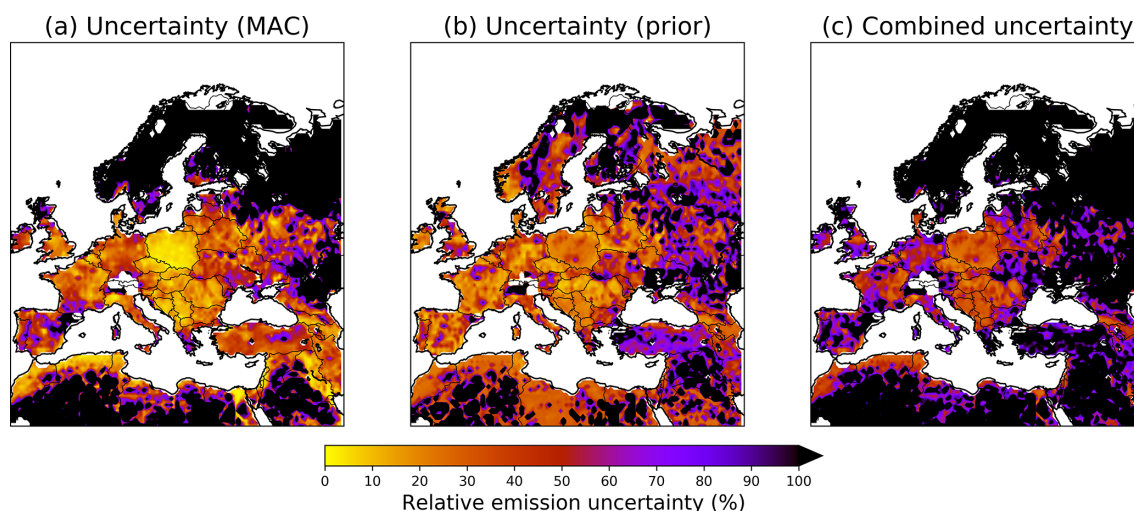 (a) Uncertainty (MAC) (b) Uncertainty (prior) (c) Combined uncertainty
0 10 20 30 40 50 60 70 80 90 100
Relative emission uncertainty (%)